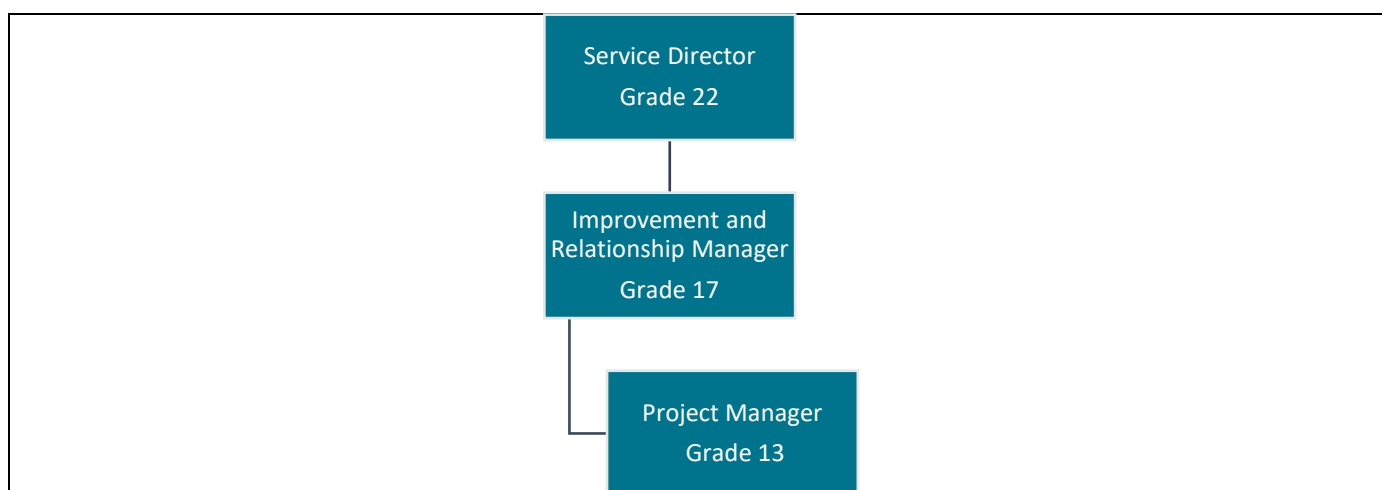 Service Director
Grade 22
Improvement and
Relationship Manager
Grade 17
Project Manager
Grade 13